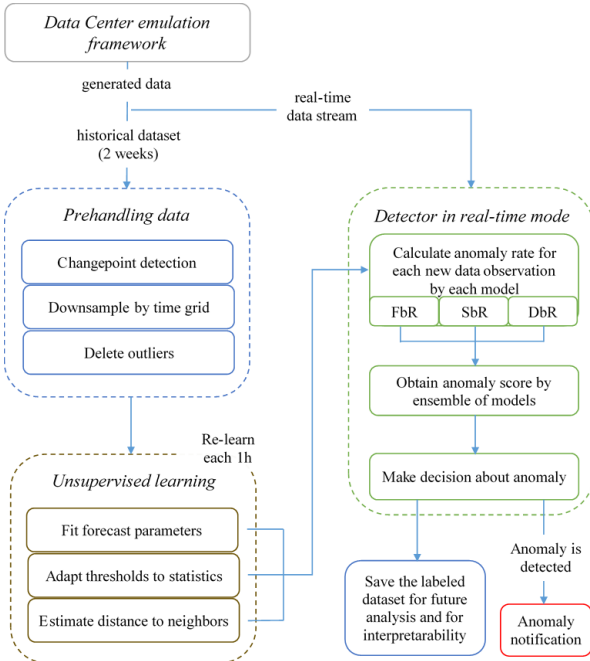 Data Center emulation
framework
generated data
real-time
data stream
historical dataset
(2 weeks)
Prehandling data
Changepoint detection
Downsample by time grid
Delete outliers
Re-learn
each 1h
Unsupervised learning
Fit forecast parameters
Adapt thresholds to statistics
Estimate distance to neighbors
Detector in real-time mode
Calculate anomaly rate for
each new data observation
by each model
FbR
SbR
DbR
Obtain anomaly score by
ensemble of models
Make decision about anomaly
Save the labeled
dataset for future
analysis and for
interpretarability
Anomaly is
detected
Anomaly
notification